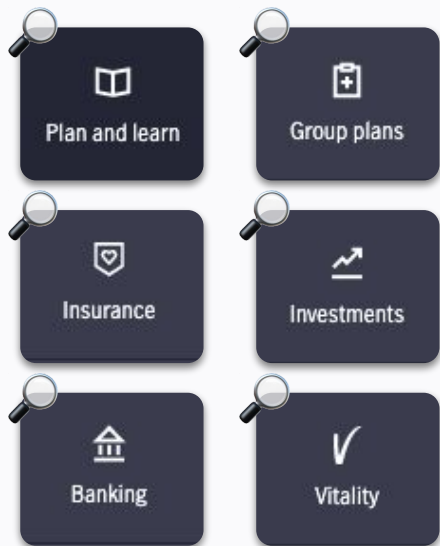 Plan and learn
Group plans
Insurance
Investments
Banking
Vitality